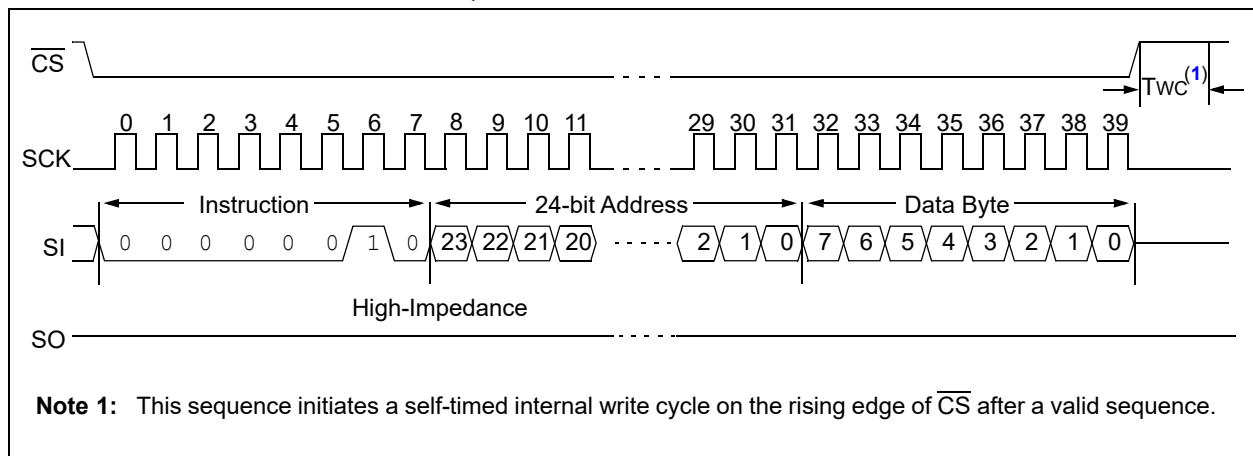 CS
TWC(1)
0 1 2 3 4 5 6 7 8 9 10 11 29 30 31 32 33 34 35 36 37 38 39
SCK
Instruction 24-bit Address Data Byte
SI 0 0 0 0 0 0 1 0 23 22 21 20 2 1 0 7 6 5 4 3 2 1 0
High-Impedance
SO
Note 1: This sequence initiates a self-timed internal write cycle on the rising edge of CS after a valid sequence.